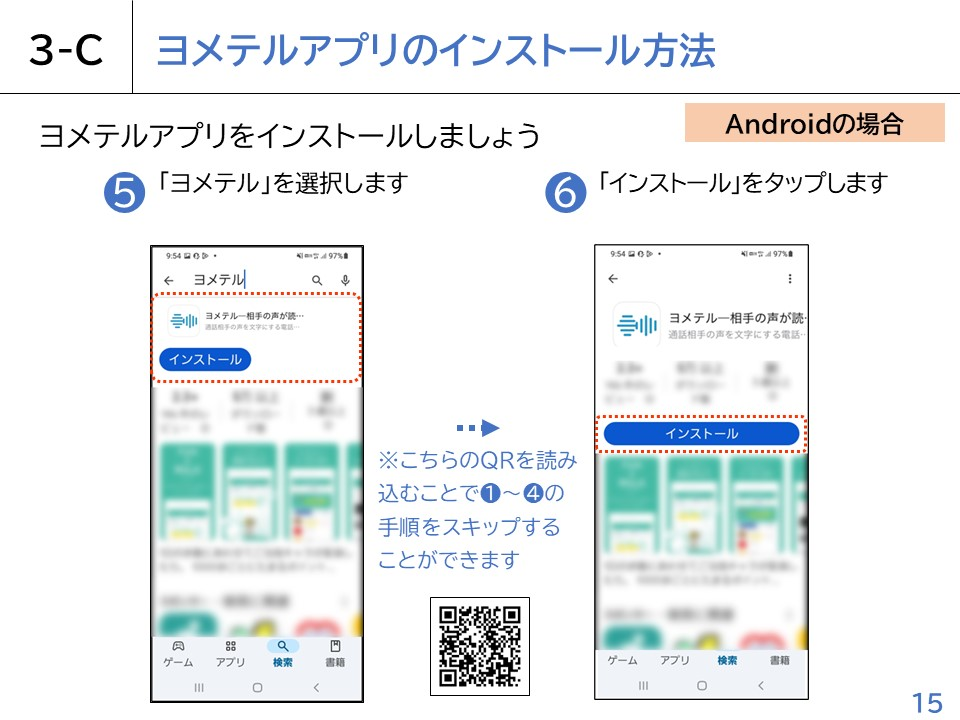 3-C
ヨメテルアプリのインストール方法
Androidの場合
ヨメテルアプリをインストールしましょう
❺
「ヨメテル」を選択します
❻
「インストール」をタップします
9:54
97%
ヨメテル
ヨメテル―相手の声が読…
通話相手の声を文字にする電話…
インストール
ゲーム
アプリ
検索
書籍
※こちらのQRを読み
込むことで❶～❹の
手順をスキップする
ことができます
9:54
97%
ヨメテル―相手の声が読
通話相手の声を文字にする電話…
インストール
ゲーム
アプリ
検索
書籍
15